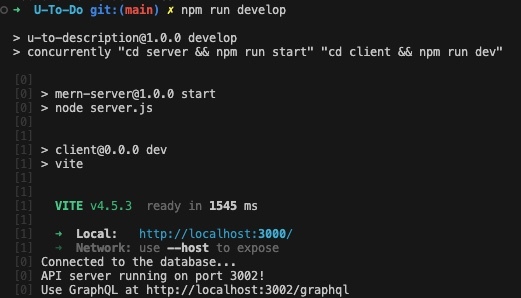 ➜ U-To-Do git:(main) ✗ npm run develop
> u-to-description@1.0.0 develop
> concurrently "cd server && npm run start" "cd client && npm run dev"
[0]
[0] > mern-server@1.0.0 start
[0] > node server.js
[0]
[1]
[1] > client@0.0.0 dev
[1] > vite
[1]
[1]
[1] VITE v4.5.3 ready in 1545 ms
[1]
[1] ➜ Local: http://localhost:3000/
[1] ➜ Network: use --host to expose
[0] Connected to the database...
[0] API server running on port 3002!
[0] Use GraphQL at http://localhost:3002/graphql